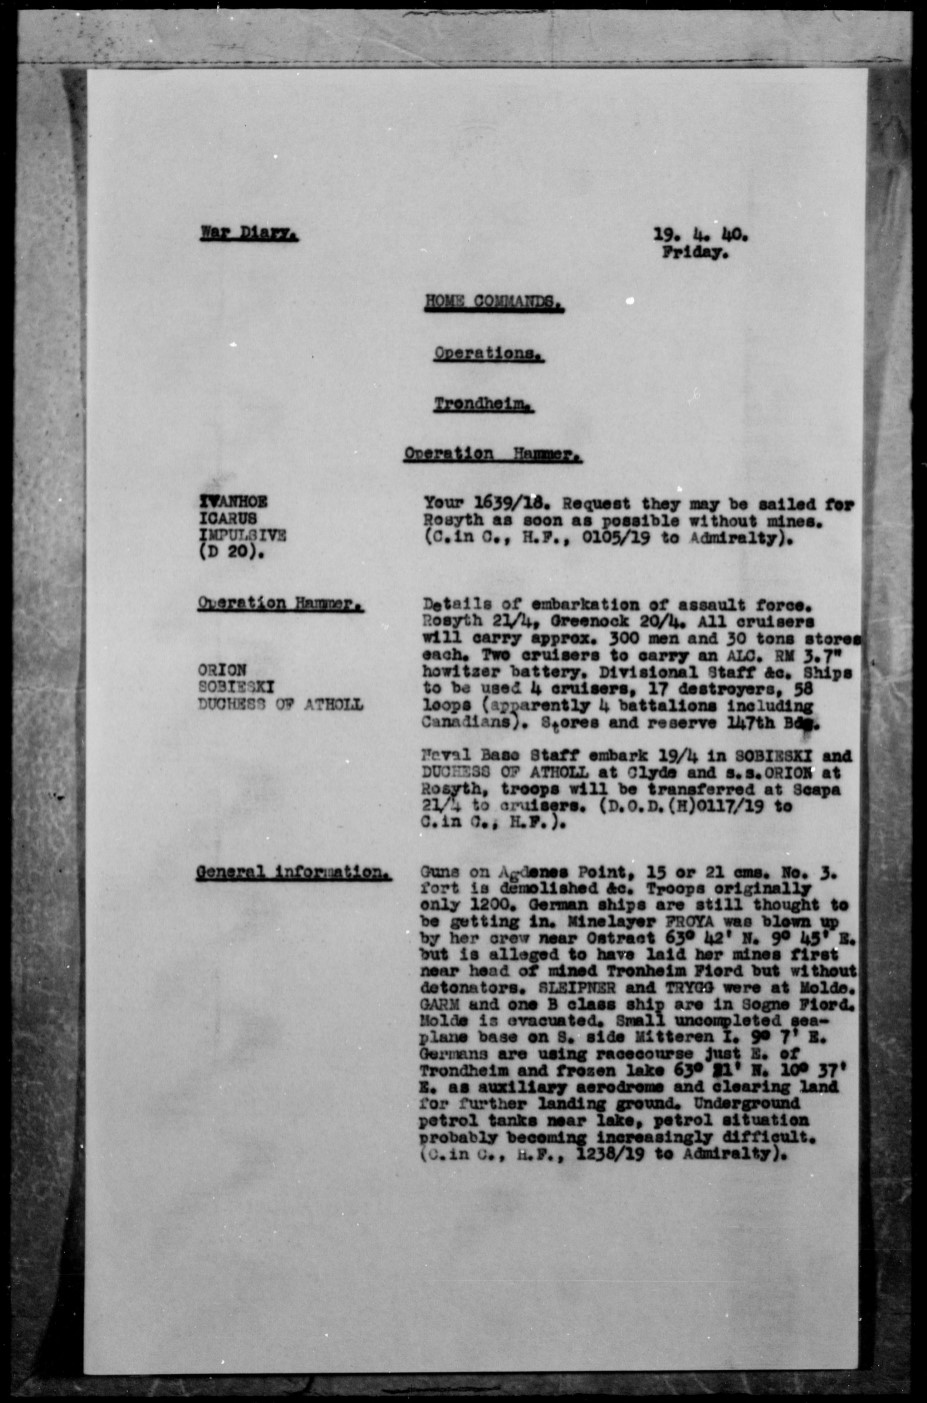 War Diary.
19. 4. 40.
Friday.
HOME COMMANDS.
Operations.
Trondheim.
Operation Hammer.
IVANHOE
ICARUS
IMPULSIVE
(D 20).
Your 1639/18. Request they may be sailed for
Rosyth as soon as possible without mines.
(C.in C., H.F., 0105/19 to Admiralty).
Operation Hammer.
ORION
SOBIESKI
DUCHESS OF ATHOLL
Details of embarkation of assault force.
Rosyth 21/4, Greenock 20/4. All cruisers
will carry approx. 300 men and 30 tons stores
each. Two cruisers to carry an ALC. RM 3.7"
howitzer battery. Divisional Staff &c. Ships
to be used 4 cruisers, 17 destroyers, 58
loops (apparently 4 battalions including
Canadians). Stores and reserve 147th Bdg.
Naval Base Staff embark 19/4 in SOBIESKI and
DUCHESS OF ATHOLL at Clyde and s.s.ORION at
Rosyth, troops will be transferred at Scapa
21/4 to cruisers. (D.O.D.(H)0117/19 to
C.in C., H.F.).
General information.
Guns on Agdenes Point, 15 or 21 cms. No. 3.
fort is demolished &c. Troops originally
only 1200. German ships are still thought to
be getting in. Minelayer FROYA was blown up
by her crew near Ostraat 63° 42' N. 9° 45' E.
but is alleged to have laid her mines first
near head of mined Tronheim Fiord but without
detonators. SLEIPNER and TRYGG were at Molde.
GARM and one B class ship are in Sogne Fiord.
Molde is evacuated. Small uncompleted sea-
plane base on S. side Mitteren I. 9° 7' E.
Germans are using racecourse just E. of
Trondheim and frozen lake 63° 21' N. 10° 37'
E. as auxiliary aerodrome and clearing land
for further landing ground. Underground
petrol tanks near lake, petrol situation
probably becoming increasingly difficult.
(C.in C., H.F., 1238/19 to Admiralty).